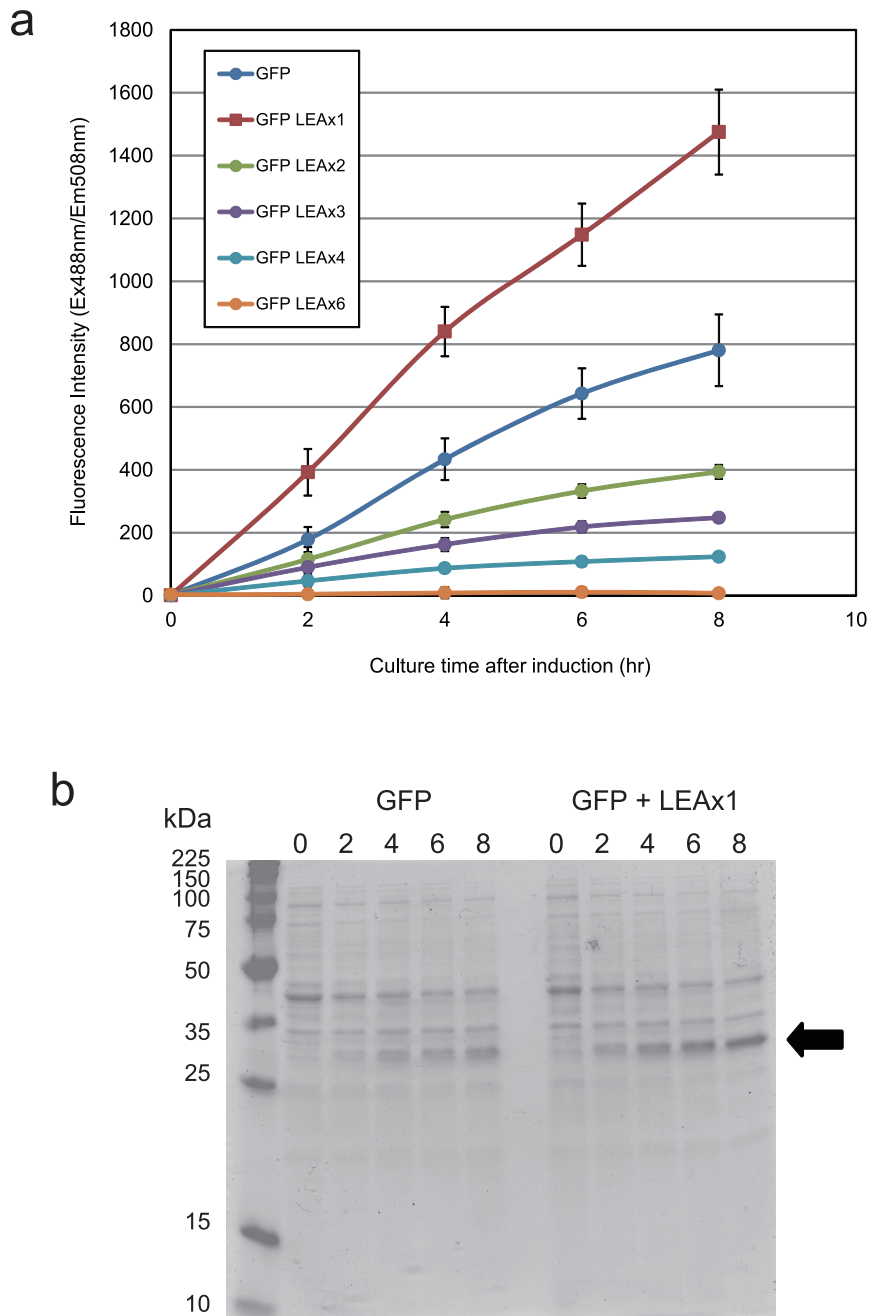 a
Fluorescence Intensity (Ex488nm/Em508nm)
1800
1600
1400
1200
1000
800
600
400
200
0
GFP
GFP LEAx1
GFP LEAx2
GFP LEAx3
GFP LEAx4
GFP LEAx6
0 2 4 6 8 10
Culture time after induction (hr)
b
GFP GFP + LEAx1
kDa
0 2 4 6 8 0 2 4 6 8
225
150
100
75
50
35
25
15
10